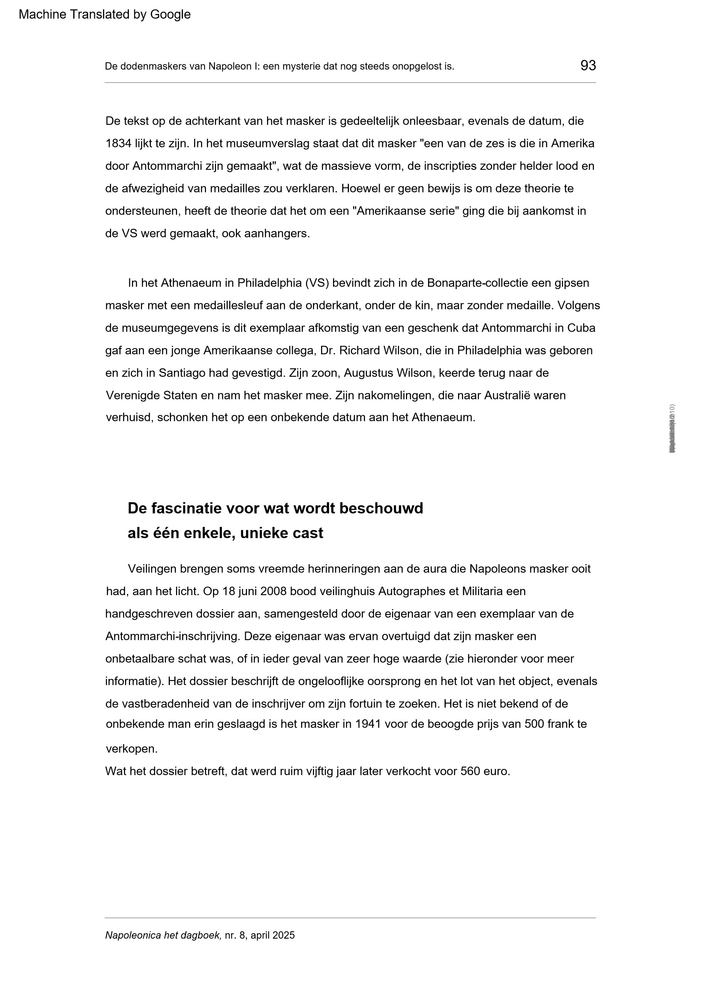 Machine Translated by Google
De dodenmaskers van Napoleon I: een mysterie dat nog steeds onopgelost is.
93
De tekst op de achterkant van het masker is gedeeltelijk onleesbaar, evenals de datum, die
1834 lijkt te zijn. In het museumverslag staat dat dit masker "een van de zes is die in Amerika
door Antommarchi zijn gemaakt", wat de massieve vorm, de inscripties zonder helder lood en
de afwezigheid van medailles zou verklaren. Hoewel er geen bewijs is om deze theorie te
ondersteunen, heeft de theorie dat het om een "Amerikaanse serie" ging die bij aankomst in
de VS werd gemaakt, ook aanhangers.
In het Athenaeum in Philadelphia (VS) bevindt zich in de Bonaparte-collectie een gipsen
masker met een medaillesleuf aan de onderkant, onder de kin, maar zonder medaille. Volgens
de museumgegevens is dit exemplaar afkomstig van een geschenk dat Antommarchi in Cuba
gaf aan een jonge Amerikaanse collega, Dr. Richard Wilson, die in Philadelphia was geboren
en zich in Santiago had gevestigd. Zijn zoon, Augustus Wilson, keerde terug naar de
Verenigde Staten en nam het masker mee. Zijn nakomelingen, die naar Australië waren
verhuisd, schonken het op een onbekende datum aan het Athenaeum.
De fascinatie voor wat wordt beschouwd
als één enkele, unieke cast
Veilingen brengen soms vreemde herinneringen aan de aura die Napoleons masker ooit
had, aan het licht. Op 18 juni 2008 bood veilinghuis Autographes et Militaria een
handgeschreven dossier aan, samengesteld door de eigenaar van een exemplaar van de
Antommarchi-inschrijving. Deze eigenaar was ervan overtuigd dat zijn masker een
onbetaalbare schat was, of in ieder geval van zeer hoge waarde (zie hieronder voor meer
informatie). Het dossier beschrijft de ongelooflijke oorsprong en het lot van het object, evenals
de vastberadenheid van de inschrijver om zijn fortuin te zoeken. Het is niet bekend of de
onbekende man erin geslaagd is het masker in 1941 voor de beoogde prijs van 500 frank te
verkopen.
Wat het dossier betreft, dat werd ruim vijftig jaar later verkocht voor 560 euro.
Napoleonica het dagboek, nr. 8, april 2025